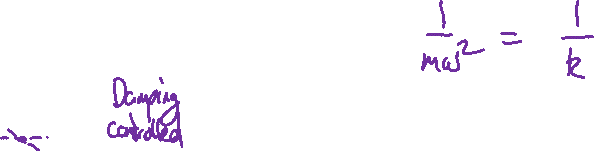 1/mω² = 1/k
Damping
controlled